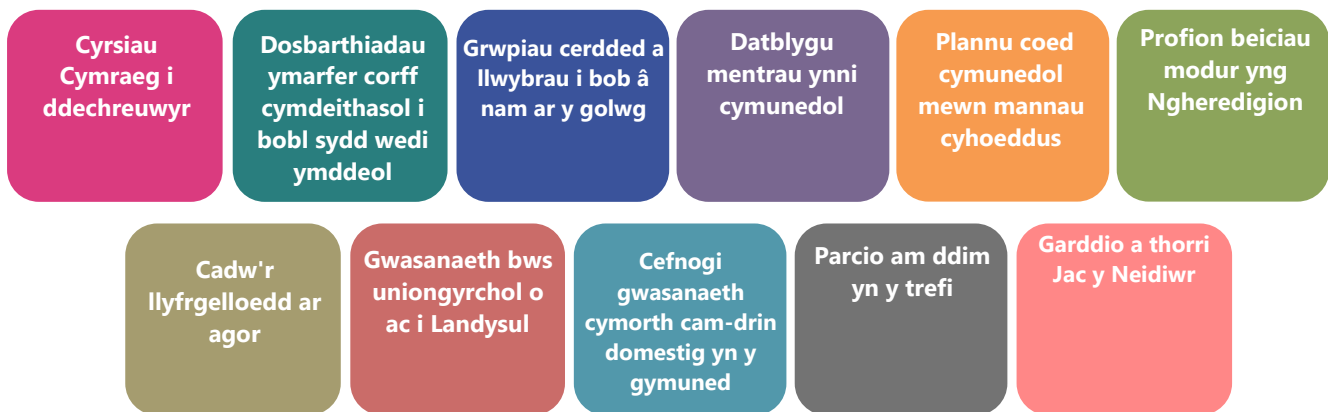 Cyrsiau
Cymraeg i
ddechreuwyr
Dosbarthiadau
ymarfer corff
cymdeithasol i
bobl sydd wedi
ymddeol
Grwpiau cerdded a
llwybrau i bob â
nam ar y golwg
Datblygu
mentrau ynni
cymunedol
Plannu coed
cymunedol
mewn mannau
cyhoeddus
Profion beiciau
modur yng
Ngheredigion
Cadw'r
llyfrgelloedd ar
agor
Gwasanaeth bws
uniongyrchol o
ac i Landysul
Cefnogi
gwasanaeth
cymorth cam-drin
domestig yn y
gymuned
Parcio am ddim
yn y trefi
Garddio a thorri
Jac y Neidiwr